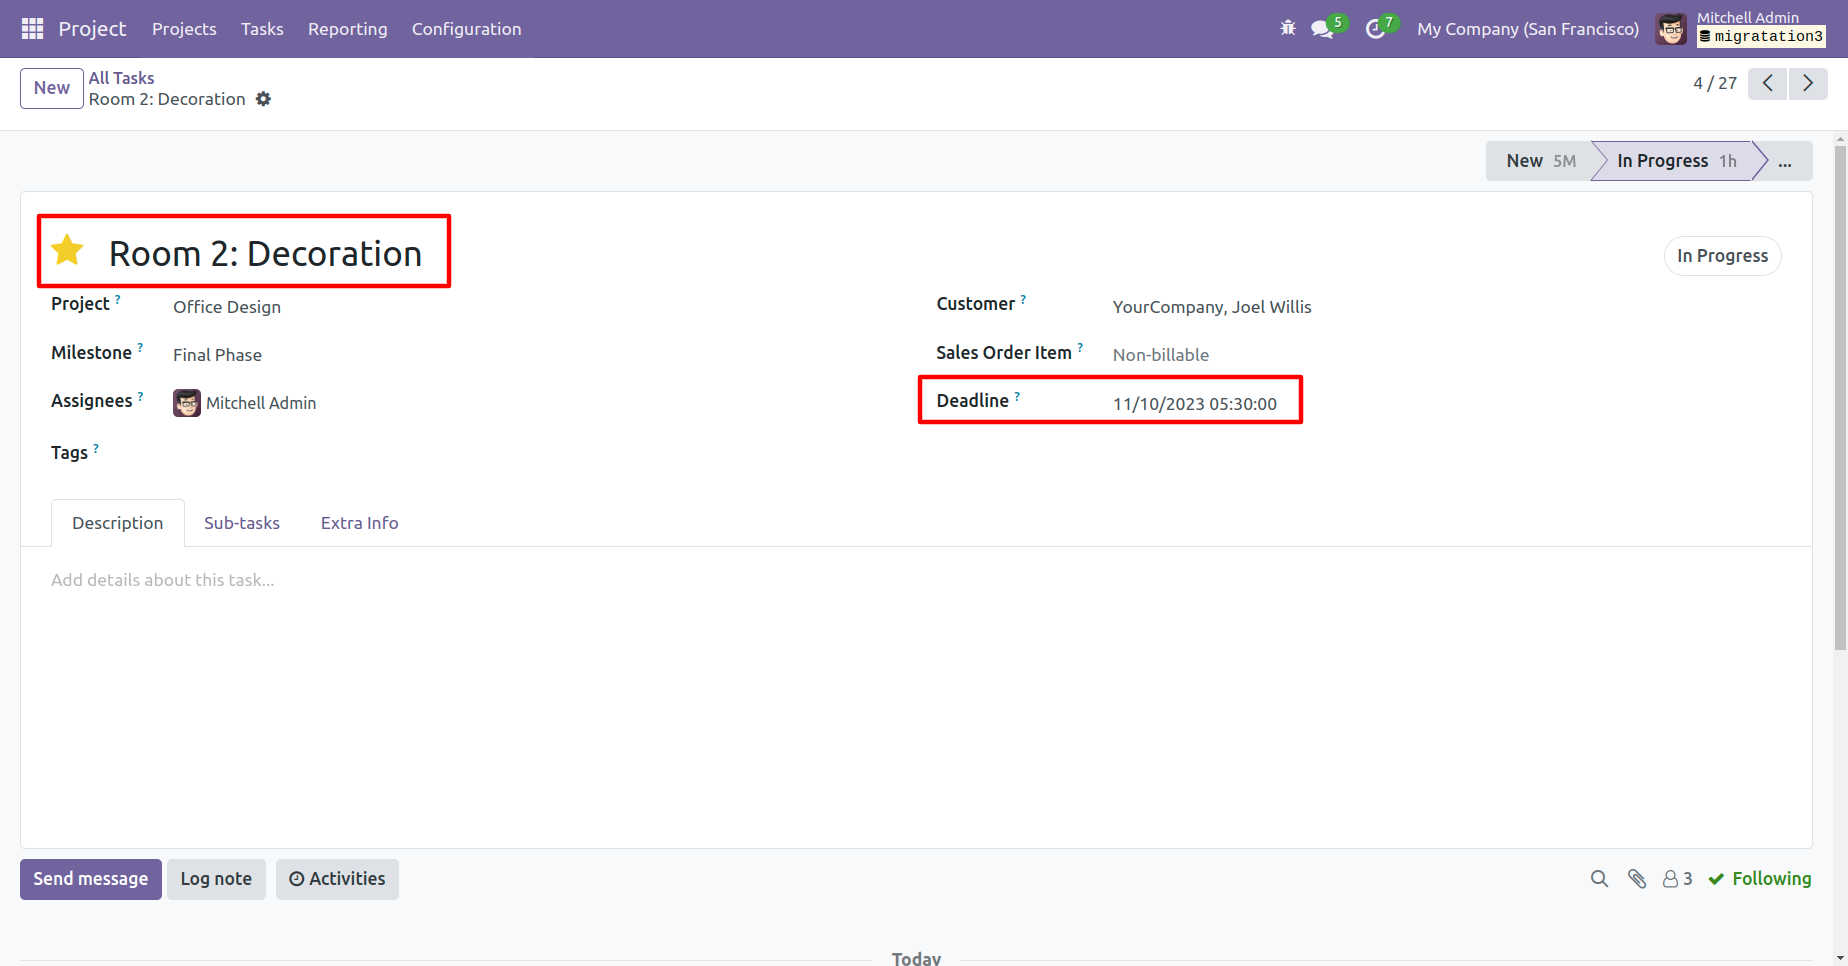 Project Projects Tasks Reporting Configuration 5 7 My Company (San Francisco) Mitchell Admin
migratation3
New All Tasks
Room 2: Decoration
4 / 27
New 5M In Progress 1h ...
Room 2: Decoration
In Progress
Project ? Office Design
Customer ? YourCompany, Joel Willis
Milestone ? Final Phase
Sales Order Item ? Non-billable
Assignees ? Mitchell Admin
Deadline ? 11/10/2023 05:30:00
Tags ?
Description Sub-tasks Extra Info
Add details about this task...
Send message Log note Activities 3 Following
Today